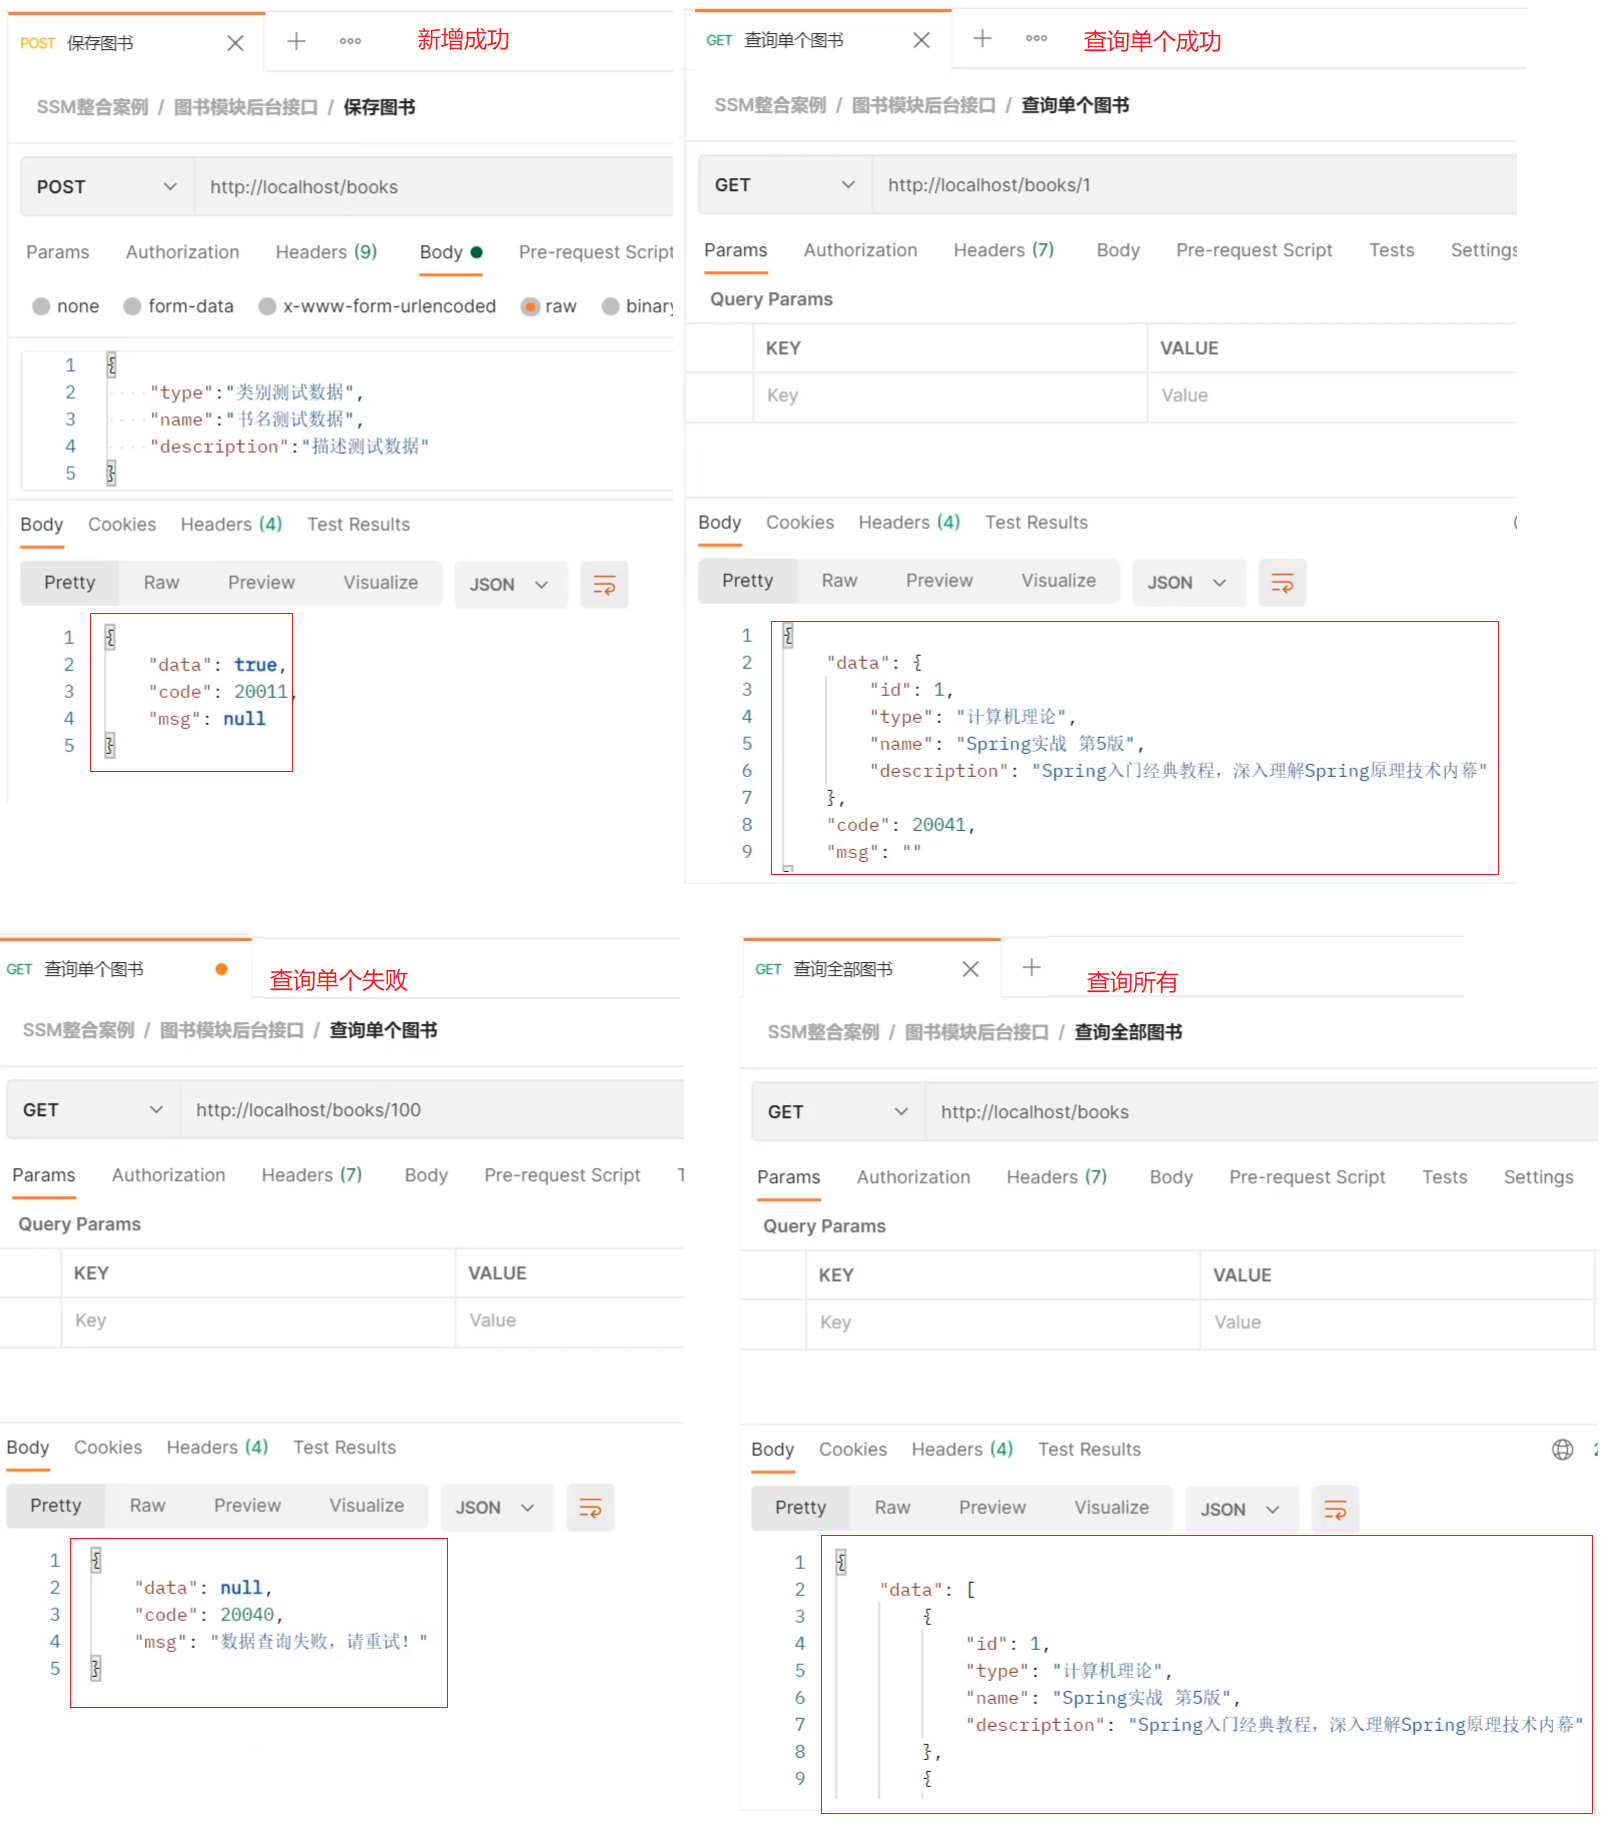 POST 保存图书
新增成功
SSM整合案例 / 图书模块后台接口 / 保存图书
POST http://localhost/books
Params Authorization Headers (9) Body Pre-request Script
none form-data x-www-form-urlencoded raw binary
1 {
2 "type":"类别测试数据",
3 "name":"书名测试数据",
4 "description":"描述测试数据"
5 }
Body Cookies Headers (4) Test Results
Pretty Raw Preview Visualize JSON
1 {
2 "data": true,
3 "code": 20011,
4 "msg": null
5 }
GET 查询单个图书
查询单个成功
SSM整合案例 / 图书模块后台接口 / 查询单个图书
GET http://localhost/books/1
Params Authorization Headers (7) Body Pre-request Script Tests Settings
Query Params
KEY VALUE
Key Value
Body Cookies Headers (4) Test Results
Pretty Raw Preview Visualize JSON
1 {
2 "data": {
3 "id": 1,
4 "type": "计算机理论",
5 "name": "Spring实战 第5版",
6 "description": "Spring入门经典教程，深入理解Spring原理技术内幕"
7 },
8 "code": 20041,
9 "msg": ""
GET 查询单个图书
查询单个失败
SSM整合案例 / 图书模块后台接口 / 查询单个图书
GET http://localhost/books/100
Params Authorization Headers (7) Body Pre-request Script
Query Params
KEY VALUE
Key Value
Body Cookies Headers (4) Test Results
Pretty Raw Preview Visualize JSON
1 {
2 "data": null,
3 "code": 20040,
4 "msg": "数据查询失败，请重试！"
5 }
GET 查询全部图书
查询所有
SSM整合案例 / 图书模块后台接口 / 查询全部图书
GET http://localhost/books
Params Authorization Headers (7) Body Pre-request Script Tests Settings
Query Params
KEY VALUE
Key Value
Body Cookies Headers (4) Test Results
Pretty Raw Preview Visualize JSON
1 {
2 "data": [
3 {
4 "id": 1,
5 "type": "计算机理论",
6 "name": "Spring实战 第5版",
7 "description": "Spring入门经典教程，深入理解Spring原理技术内幕"
8 },
9 {